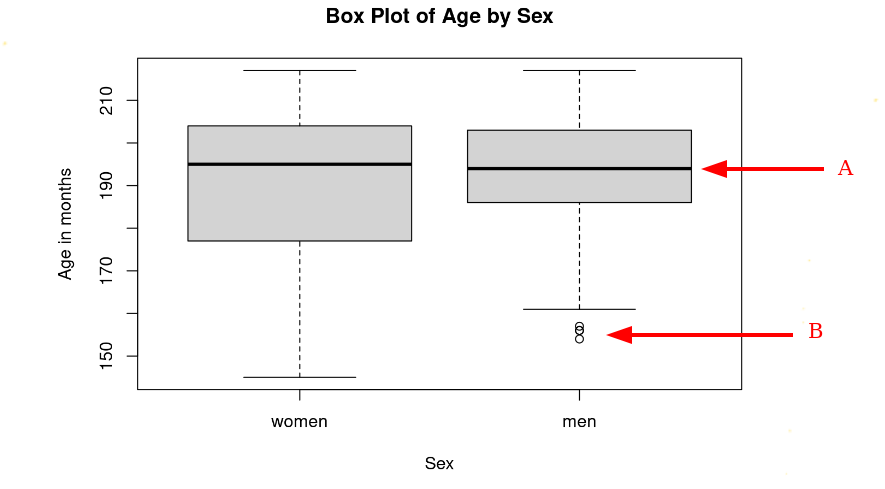 Box Plot of Age by Sex
210
190
170
150
Age in months
A
B
women men
Sex